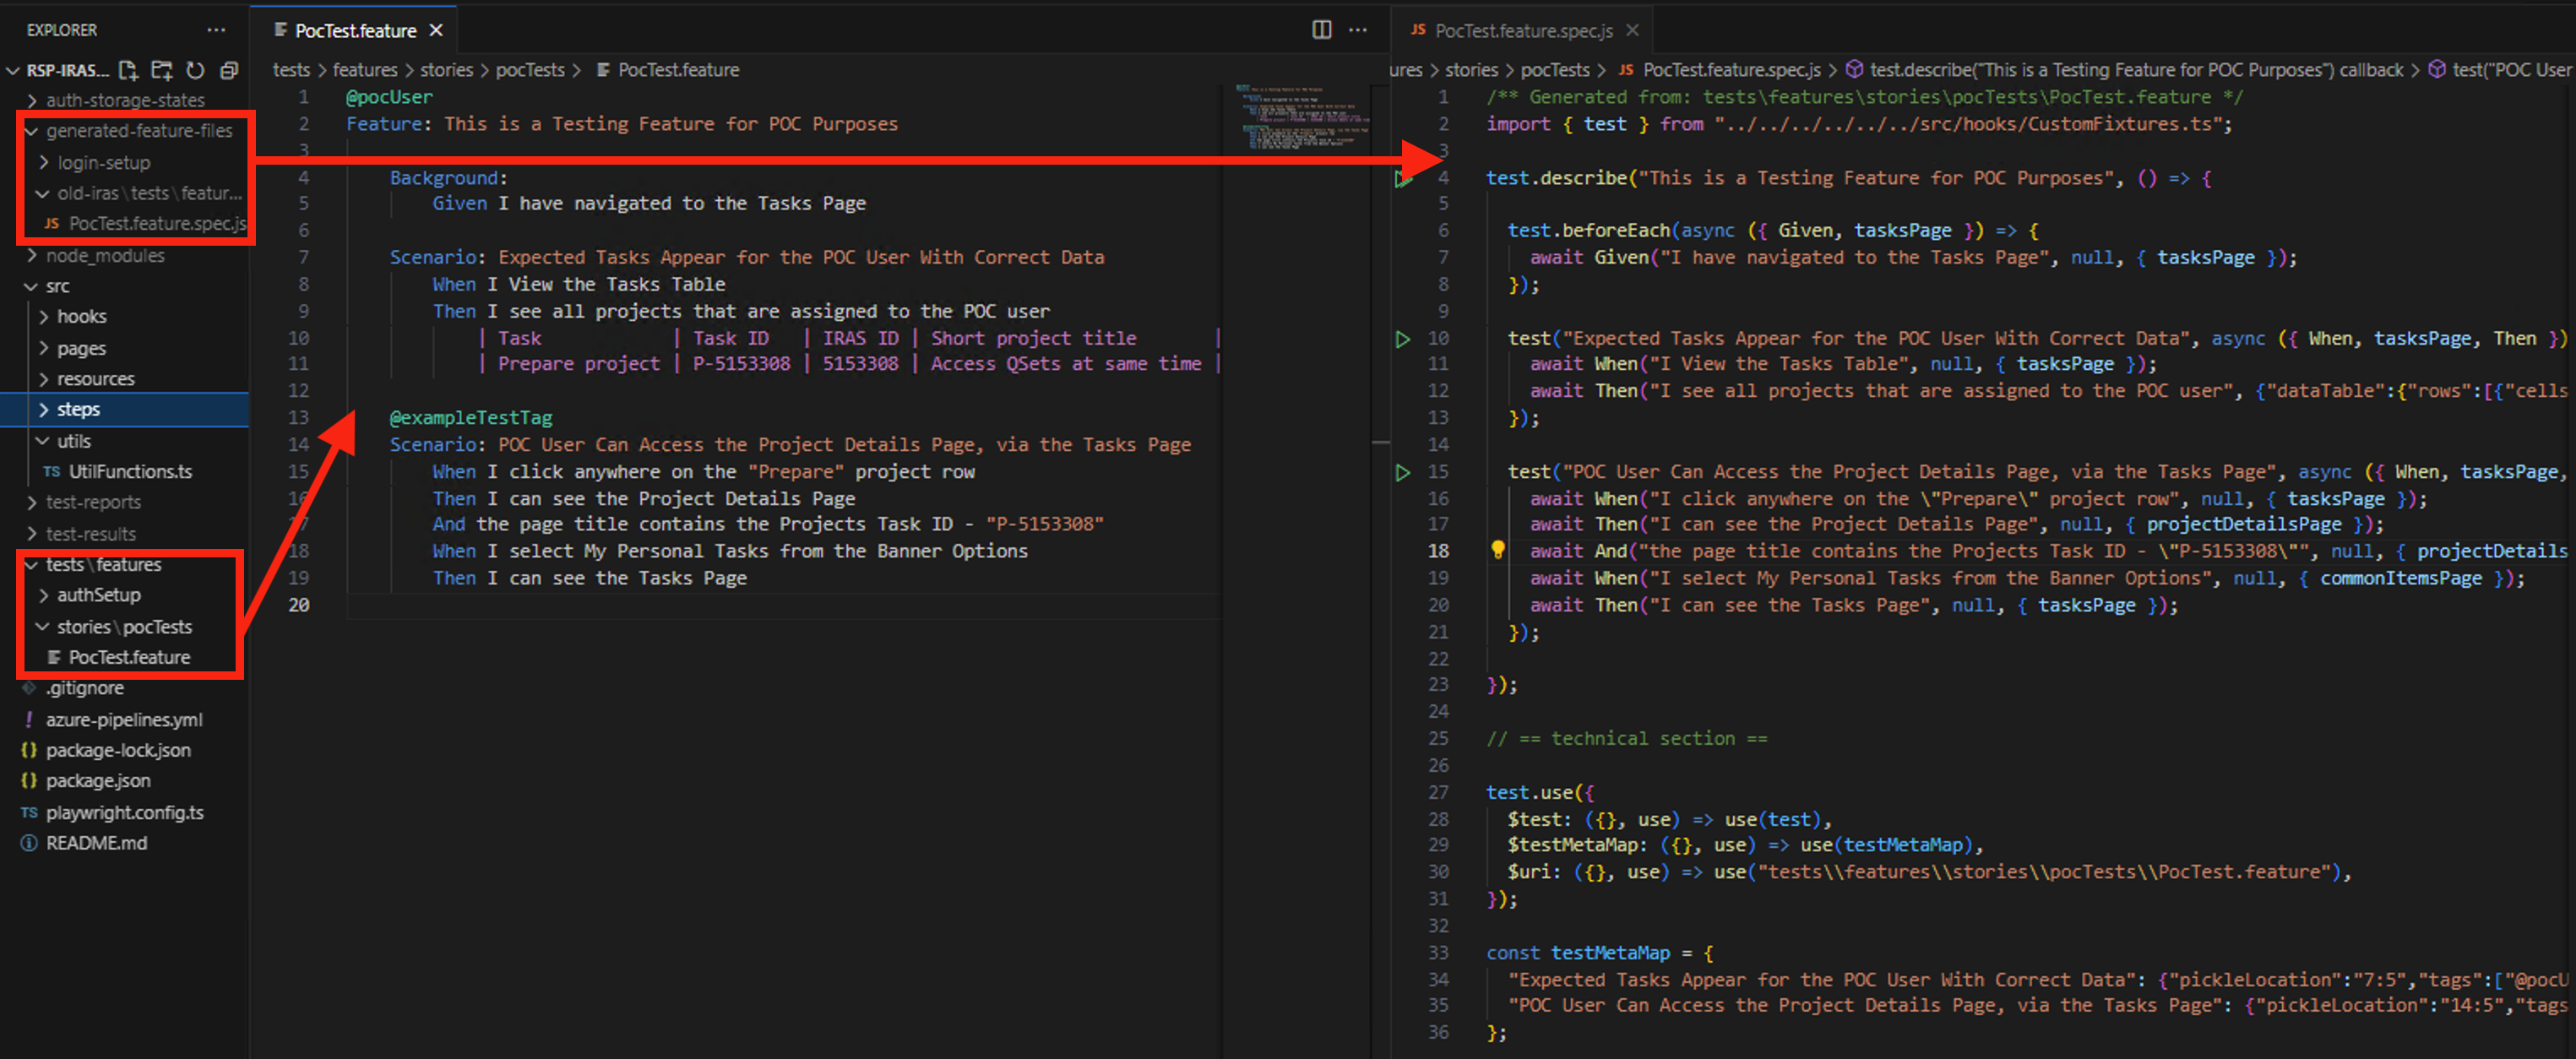 EXPLORER ···
RSP-IRAS...
auth-storage-states
generated-feature-files
login-setup
old-iras\tests\featur...
JS PocTest.feature.spec.js
node_modules
src
hooks
pages
resources
steps
utils
TS UtilFunctions.ts
test-reports
test-results
tests\features
authSetup
stories\pocTests
PocTest.feature
.gitignore
! azure-pipelines.yml
{} package-lock.json
{} package.json
TS playwright.config.ts
README.md
PocTest.feature
tests > features > stories > pocTests > PocTest.feature
1 @pocUser
2 Feature: This is a Testing Feature for POC Purposes
3
4 Background:
5 Given I have navigated to the Tasks Page
6
7 Scenario: Expected Tasks Appear for the POC User With Correct Data
8 When I View the Tasks Table
9 Then I see all projects that are assigned to the POC user
10 | Task | Task ID | IRAS ID | Short project title |
11 | Prepare project | P-5153308 | 5153308 | Access QSets at same time |
12
13 @exampleTestTag
14 Scenario: POC User Can Access the Project Details Page, via the Tasks Page
15 When I click anywhere on the "Prepare" project row
16 Then I can see the Project Details Page
17 And the page title contains the Projects Task ID - "P-5153308"
18 When I select My Personal Tasks from the Banner Options
19 Then I can see the Tasks Page
20
JS PocTest.feature.spec.js
ures > stories > pocTests > JS PocTest.feature.spec.js > test.describe("This is a Testing Feature for POC Purposes") callback > test("POC User
1 /** Generated from: tests\features\stories\pocTests\PocTest.feature */
2 import { test } from "../../../../../../src/hooks/CustomFixtures.ts";
3
4 test.describe("This is a Testing Feature for POC Purposes", () => {
5
6 test.beforeEach(async ({ Given, tasksPage }) => {
7 await Given("I have navigated to the Tasks Page", null, { tasksPage });
8 });
9
10 test("Expected Tasks Appear for the POC User With Correct Data", async ({ When, tasksPage, Then })
11 await When("I View the Tasks Table", null, { tasksPage });
12 await Then("I see all projects that are assigned to the POC user", {"dataTable":{"rows":[{"cells
13 });
14
15 test("POC User Can Access the Project Details Page, via the Tasks Page", async ({ When, tasksPage,
16 await When("I click anywhere on the \"Prepare\" project row", null, { tasksPage });
17 await Then("I can see the Project Details Page", null, { projectDetailsPage });
18 await And("the page title contains the Projects Task ID - \"P-5153308\"", null, { projectDetails
19 await When("I select My Personal Tasks from the Banner Options", null, { commonItemsPage });
20 await Then("I can see the Tasks Page", null, { tasksPage });
21 });
22
23 });
24
25 // == technical section ==
26
27 test.use({
28 $test: ({}, use) => use(test),
29 $testMetaMap: ({}, use) => use(testMetaMap),
30 $uri: ({}, use) => use("tests\\features\\stories\\pocTests\\PocTest.feature"),
31 });
32
33 const testMetaMap = {
34 "Expected Tasks Appear for the POC User With Correct Data": {"pickleLocation":"7:5","tags":["@pocU
35 "POC User Can Access the Project Details Page, via the Tasks Page": {"pickleLocation":"14:5","tags
36 };